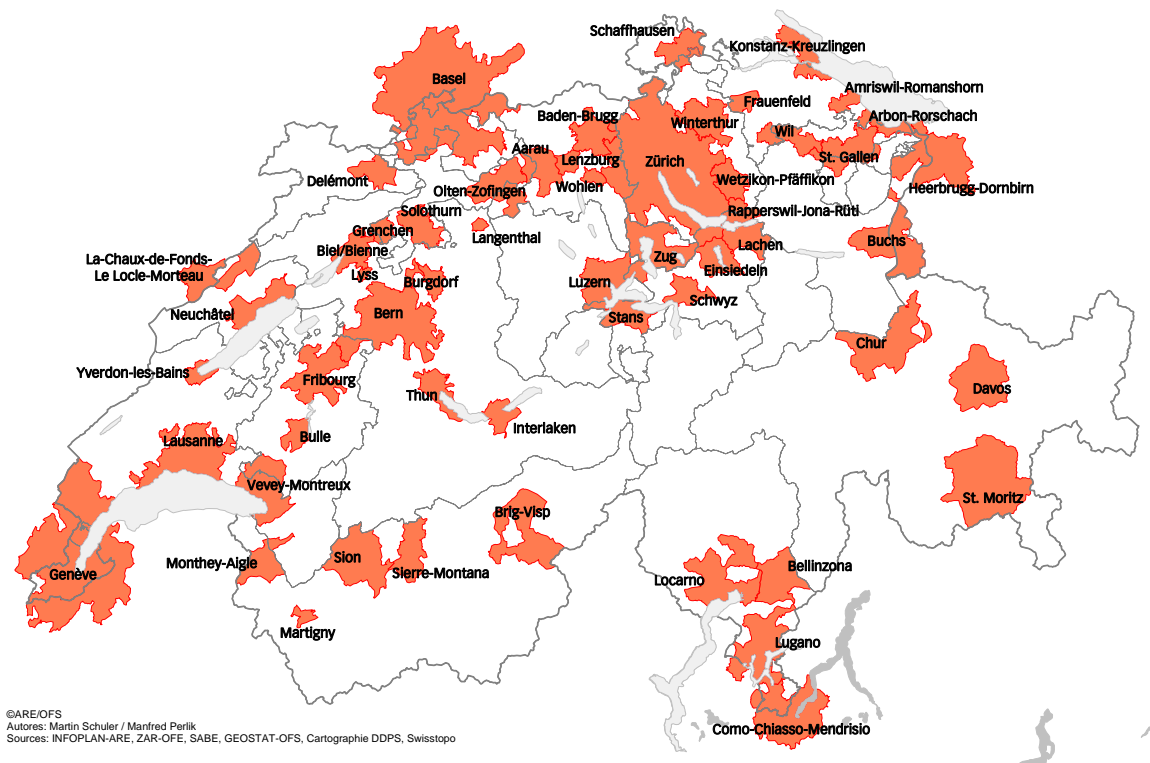 Schaffhausen
Konstanz-Kreuzlingen
Basel
Amriswil-Romanshorn
Frauenfeld
Baden-Brugg
Arbon-Rorschach
Winterthur
Wil
Aarau
St. Gallen
Lenzburg
Zürich
Delémont
Wetzikon-Pfäffikon
Olten-Zofingen
Wohlen
Heerbrugg-Dornbirn
Solothurn
Rapperswil-Jona-Rüti
Grenchen
Langenthal
Lachen
Buchs
Biel/Bienne
La-Chaux-de-Fonds-
Le Locle-Morteau
Zug
Lyss
Einsiedeln
Burgdorf
Luzern
Schwyz
Neuchâtel
Bern
Stans
Chur
Yverdon-les-Bains
Fribourg
Davos
Thun
Interlaken
Bulle
Lausanne
Vevey-Montreux
St. Moritz
Brig-Visp
Sion
Monthey-Aigle
Bellinzona
Genève
Sierre-Montana
Locarno
Martigny
Lugano
Como-Chiasso-Mendrisio
©ARE/OFS
Autores: Martin Schuler / Manfred Perlik
Sources: INFOPLAN-ARE, ZAR-OFE, SABE, GEOSTAT-OFS, Cartographie DDPS, Swisstopo